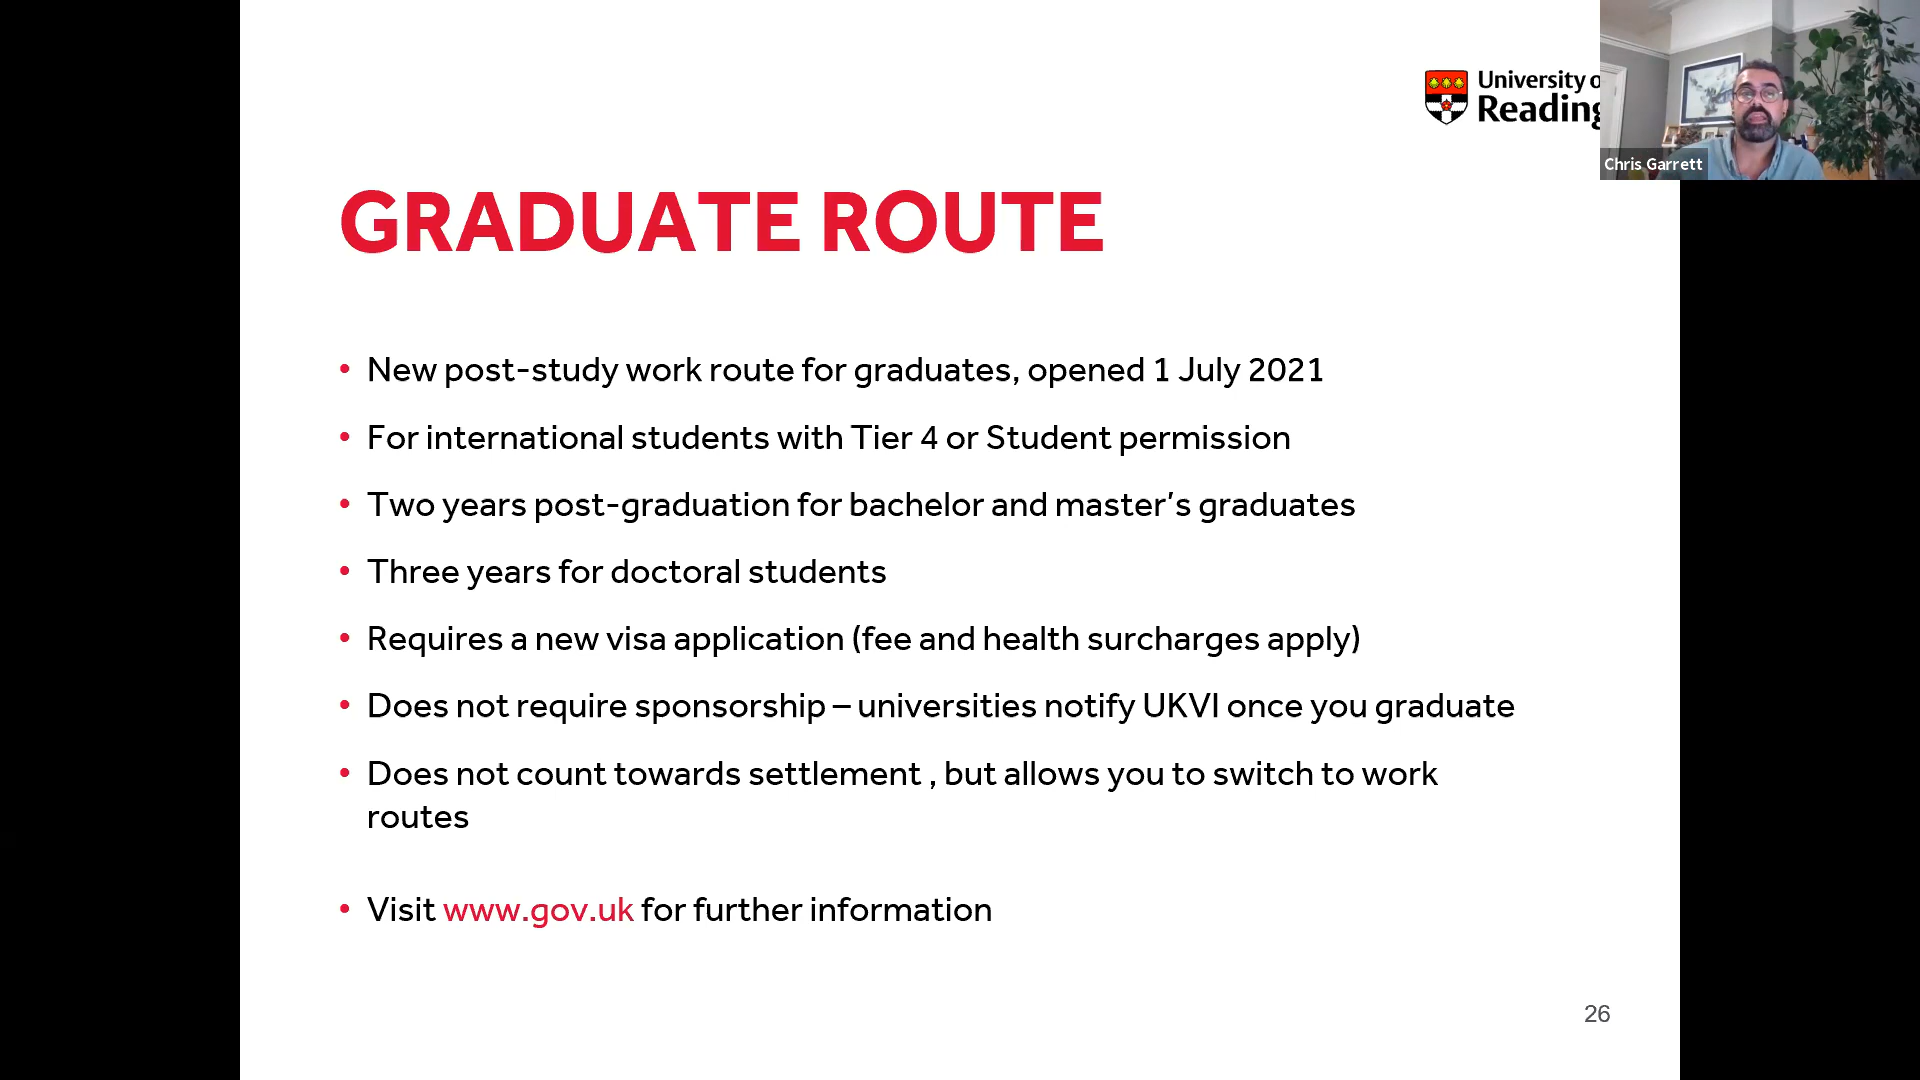 University o
Reading
Chris Garrett
GRADUATE ROUTE
• New post-study work route for graduates, opened 1 July 2021
• For international students with Tier 4 or Student permission
• Two years post-graduation for bachelor and master’s graduates
• Three years for doctoral students
• Requires a new visa application (fee and health surcharges apply)
• Does not require sponsorship – universities notify UKVI once you graduate
• Does not count towards settlement , but allows you to switch to work
routes
• Visit www.gov.uk for further information
26